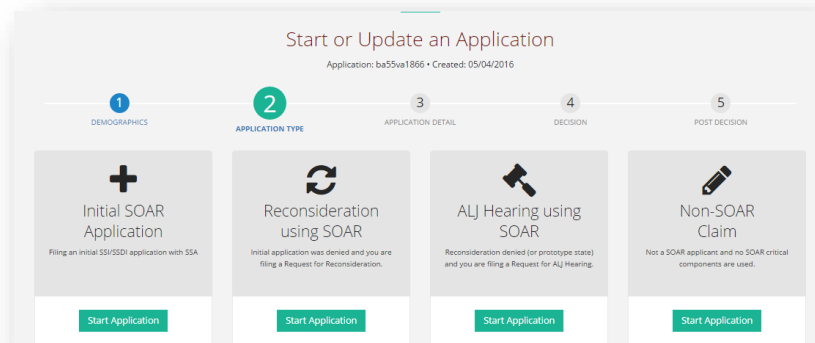 Start or Update an Application
Application: ba55va1866 • Created: 05/04/2016
1
DEMOGRAPHICS
2
APPLICATION TYPE
3
APPLICATION DETAIL
4
DECISION
5
POST DECISION
Initial SOAR
Application
Filing an initial SSI/SSDI application with SSA
Start Application
Reconsideration
using SOAR
Initial application was denied and you are
filing a Request for Reconsideration.
Start Application
ALJ Hearing using
SOAR
Reconsideration denied (or prototype state)
and you are filing a Request for ALJ Hearing.
Start Application
Non-SOAR
Claim
Not a SOAR applicant and no SOAR critical
components are used.
Start Application